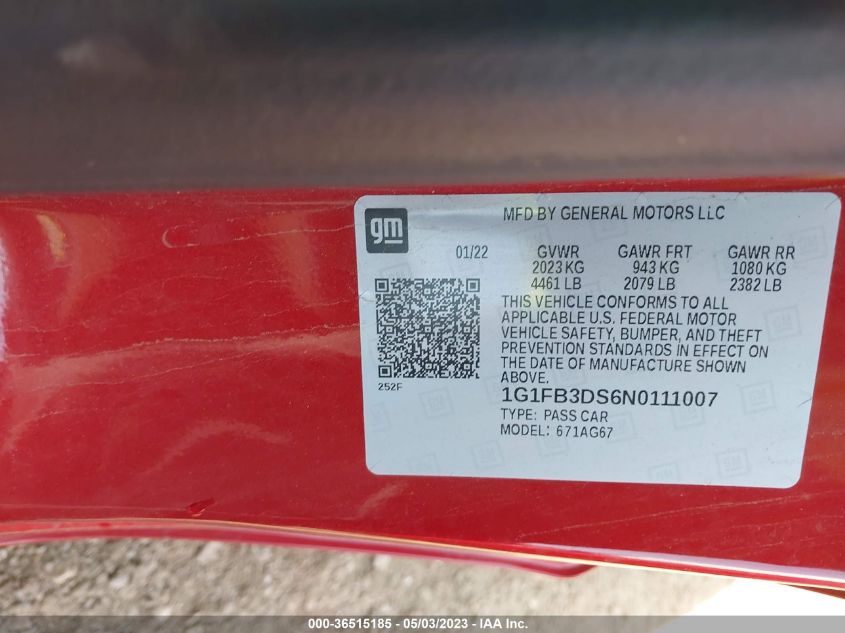 gm
MFD BY GENERAL MOTORS LLC
01/22 GVWR GAWR FRT GAWR RR
2023 KG 943 KG 1080 KG
4461 LB 2079 LB 2382 LB
THIS VEHICLE CONFORMS TO ALL
APPLICABLE U.S. FEDERAL MOTOR
VEHICLE SAFETY, BUMPER, AND THEFT
PREVENTION STANDARDS IN EFFECT ON
THE DATE OF MANUFACTURE SHOWN
ABOVE.
252F
1G1FB3DS6N0111007
TYPE: PASS CAR
MODEL: 671AG67
000-36515185 - 05/03/2023 - IAA Inc.